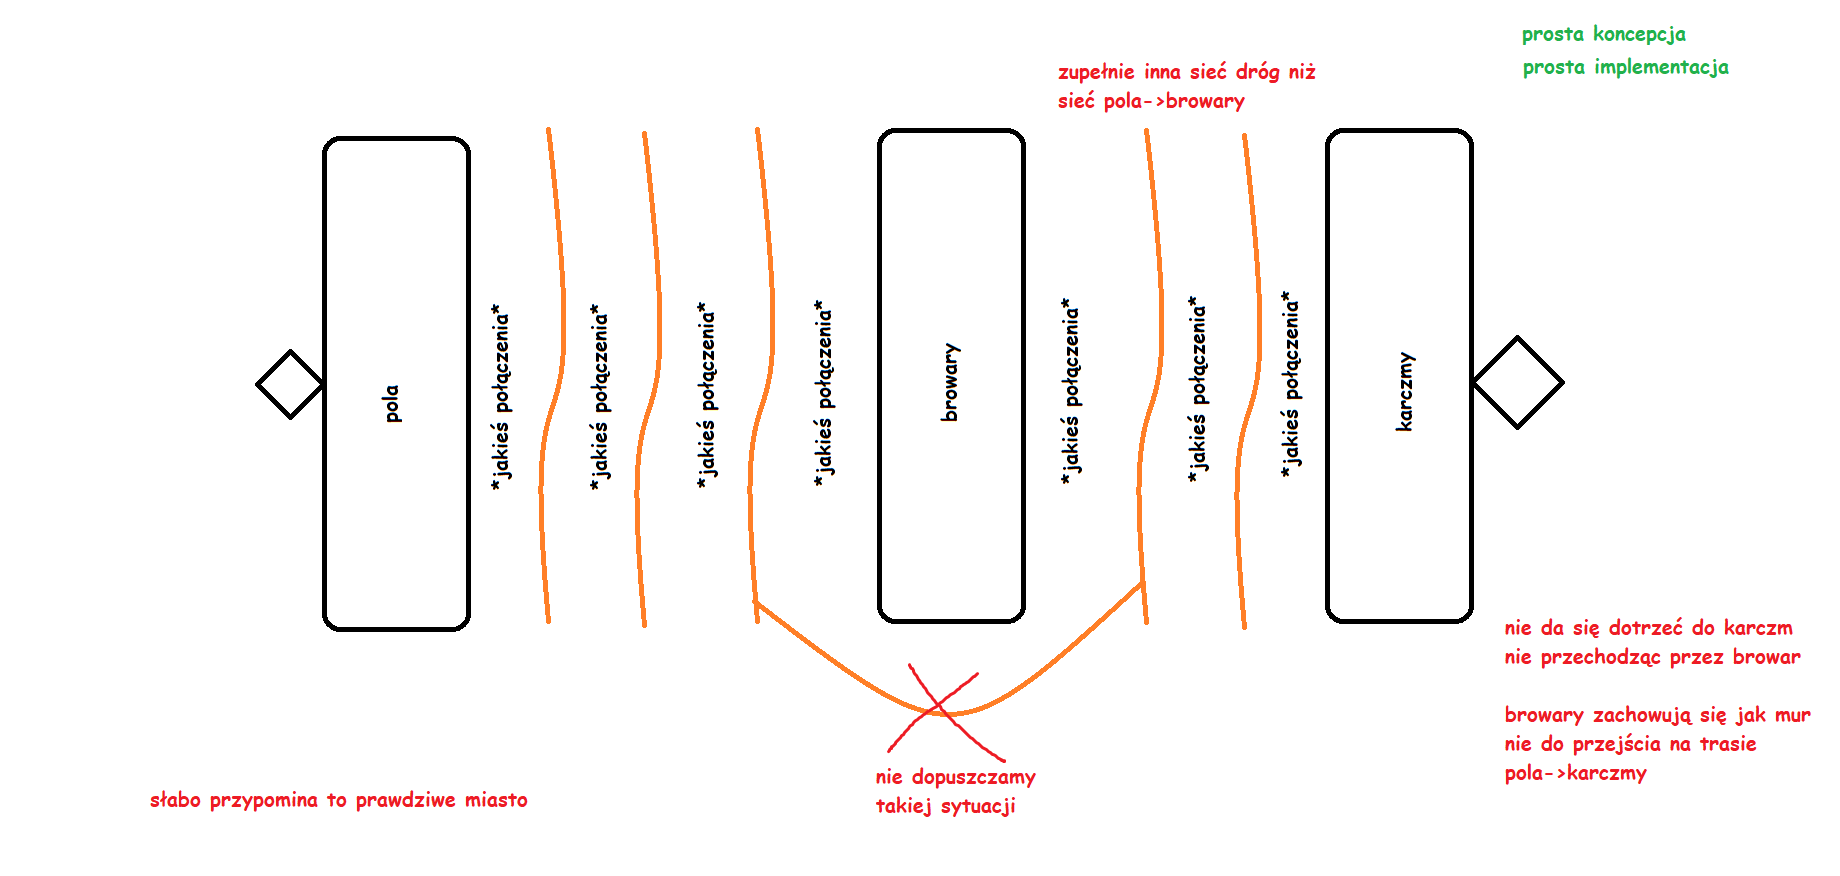 prosta koncepcja
prosta implementacja
zupełnie inna sieć dróg niż
sieć pola->browary
pola
*jakieś połączenia*
*jakieś połączenia*
*jakieś połączenia*
*jakieś połączenia*
browary
*jakieś połączenia*
*jakieś połączenia*
*jakieś połączenia*
karczmy
nie da się dotrzeć do karczm
nie przechodząc przez browar
browary zachowują się jak mur
nie do przejścia na trasie
pola->karczmy
nie dopuszczamy
takiej sytuacji
słabo przypomina to prawdziwe miasto